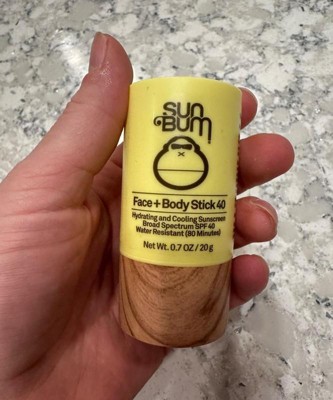 SUN
BUM
Face+Body Stick 40
Hydrating and Cooling Sunscreen
Broad Spectrum SPF 40
Water Resistant (80 Minutes)
Net Wt. 0.7 OZ / 20 g